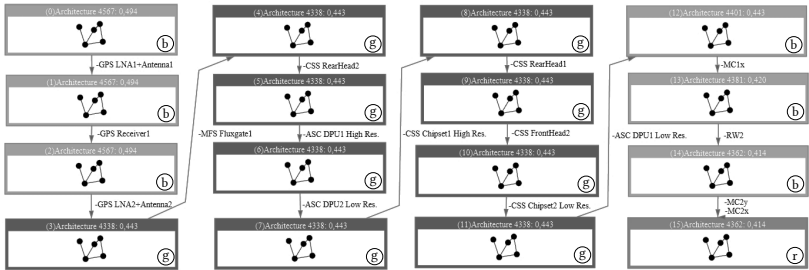 (0)Architecture 4567: 0,494
b
-GPS LNA1+Antenna1
(1)Architecture 4567: 0,494
b
-GPS Receiver1
(2)Architecture 4567: 0,494
b
-GPS LNA2+Antenna2
(3)Architecture 4338: 0,443
g
-MFS Fluxgate1
(4)Architecture 4338: 0,443
g
-CSS RearHead2
(5)Architecture 4338: 0,443
g
-ASC DPU1 High Res.
(6)Architecture 4338: 0,443
g
-ASC DPU2 Low Res.
(7)Architecture 4338: 0,443
g
-CSS Chipset1 High Res.
(8)Architecture 4338: 0,443
g
-CSS RearHead1
(9)Architecture 4338: 0,443
g
-CSS FrontHead2
(10)Architecture 4338: 0,443
g
-CSS Chipset2 Low Res.
(11)Architecture 4338: 0,443
g
-ASC DPU1 Low Res.
(12)Architecture 4401: 0,443
b
-MC1x
(13)Architecture 4381: 0,420
b
-RW2
(14)Architecture 4362: 0,414
b
-MC2y
-MC2x
(15)Architecture 4362: 0,414
r